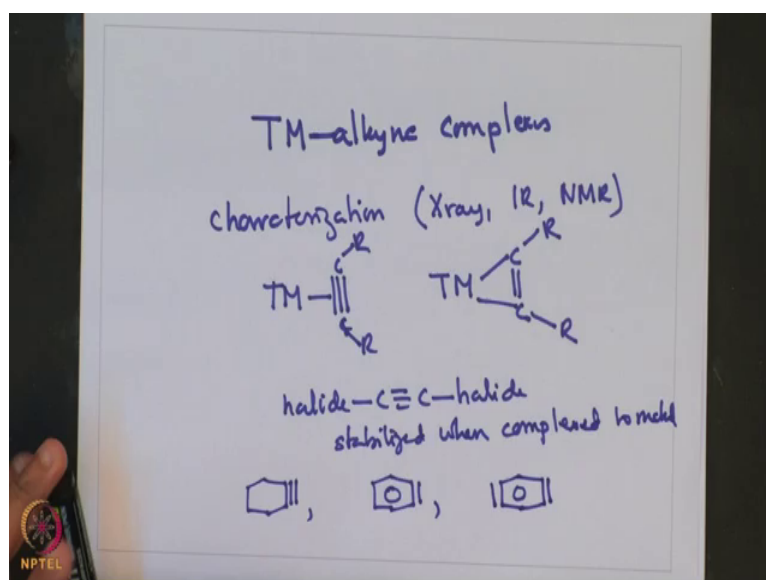 TM—alkyne complexes
characterization (Xray, IR, NMR)
R R
TM C TM C
C C
R R
halide—C≡C—halide
stabilized when complexed to metal
, ,
NPTEL